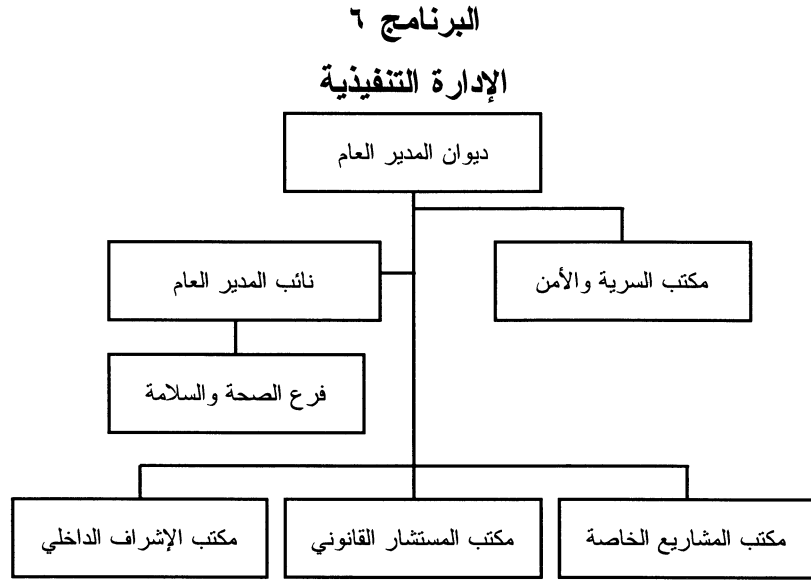 البرنامج ٦
الإدارة التنفيذية
ديوان المدير العام
مكتب السرية والأمن
نائب المدير العام
فرع الصحة والسلامة
مكتب المشاريع الخاصة
مكتب المستشار القانوني
مكتب الإشراف الداخلي